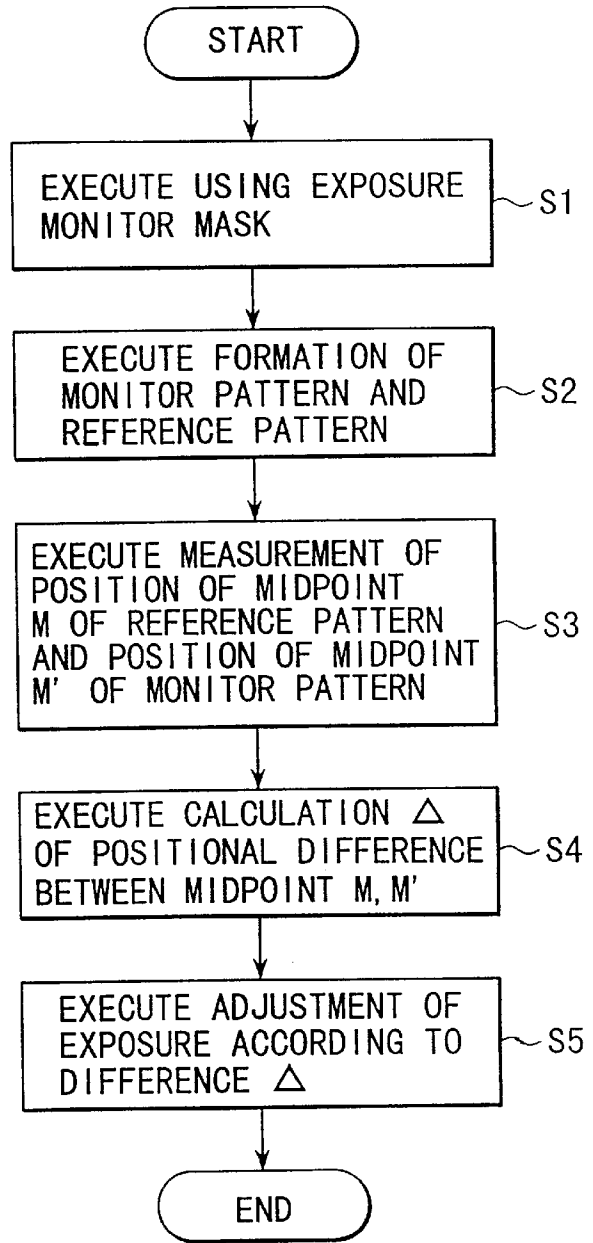 START
EXECUTE USING EXPOSURE
MONITOR MASK
S1
EXECUTE FORMATION OF
MONITOR PATTERN AND
REFERENCE PATTERN
S2
EXECUTE MEASUREMENT OF
POSITION OF MIDPOINT
M OF REFERENCE PATTERN
AND POSITION OF MIDPOINT
M' OF MONITOR PATTERN
S3
EXECUTE CALCULATION △
OF POSITIONAL DIFFERENCE
BETWEEN MIDPOINT M, M'
S4
EXECUTE ADJUSTMENT OF
EXPOSURE ACCORDING TO
DIFFERENCE △
S5
END